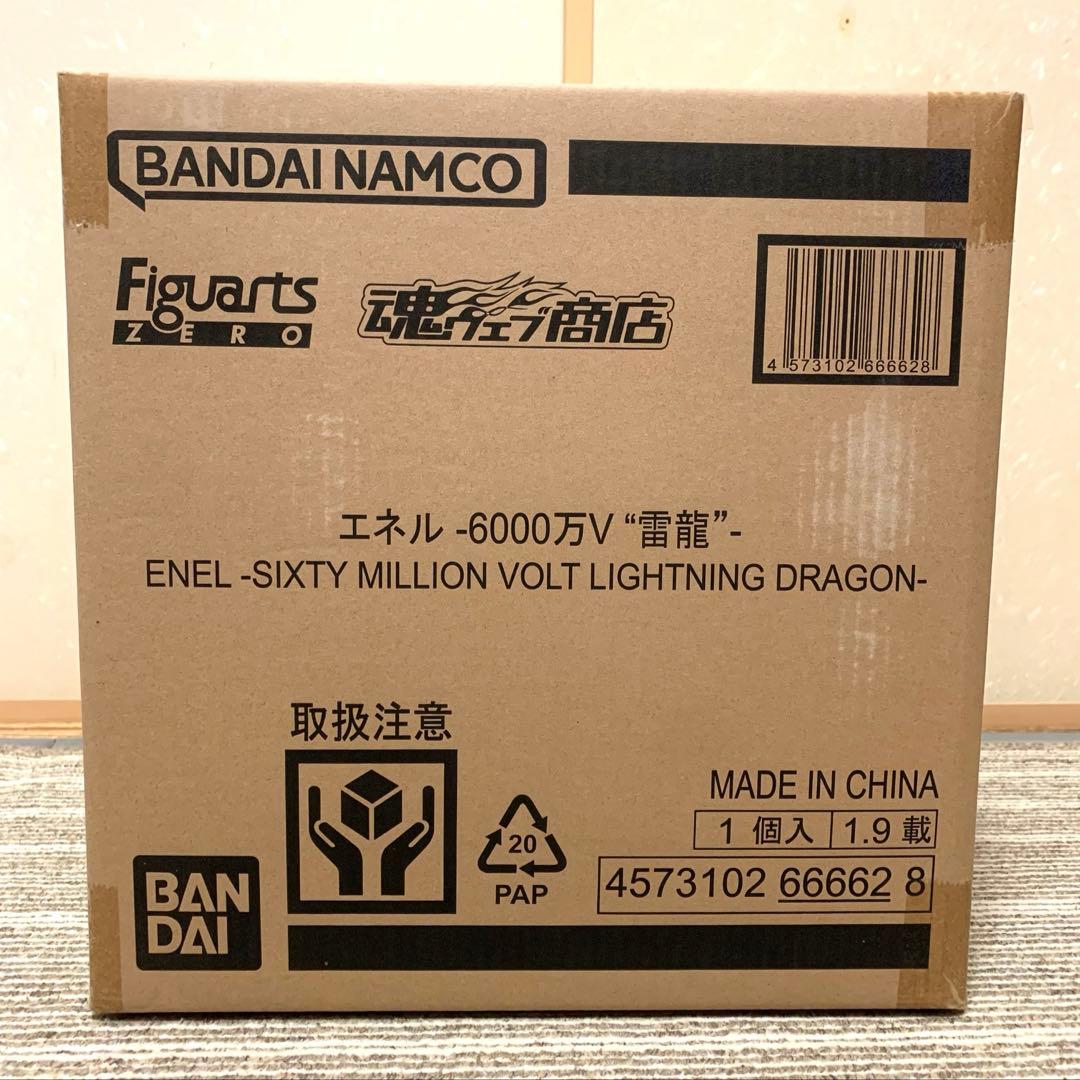 BANDAI NAMCO
Figuarts
ZERO
魂ウェブ商店
4 573102 666628
エネル -6000万V “雷龍”-
ENEL -SIXTY MILLION VOLT LIGHTNING DRAGON-
取扱注意
MADE IN CHINA
1 個入 1.9 載
20
PAP
4573102 66662 8
BAN
DAI